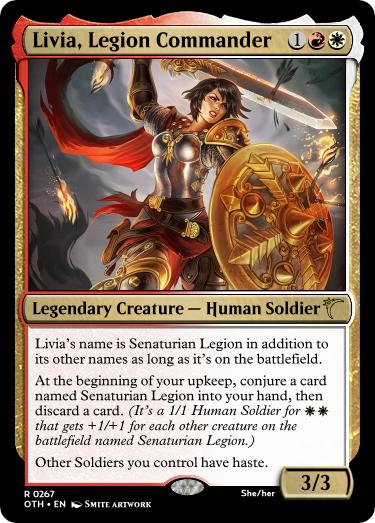 Livia, Legion Commander 1
Legendary Creature — Human Soldier
Livia's name is Senaturian Legion in addition to
its other names as long as it's on the battlefield.
At the beginning of your upkeep, conjure a card
named Senaturian Legion into your hand, then
discard a card. (It's a 1/1 Human Soldier for
that gets +1/+1 for each other creature on the
battlefield named Senaturian Legion.)
Other Soldiers you control have haste.
3/3
R 0267
OTH • EN Smite artwork
She/her